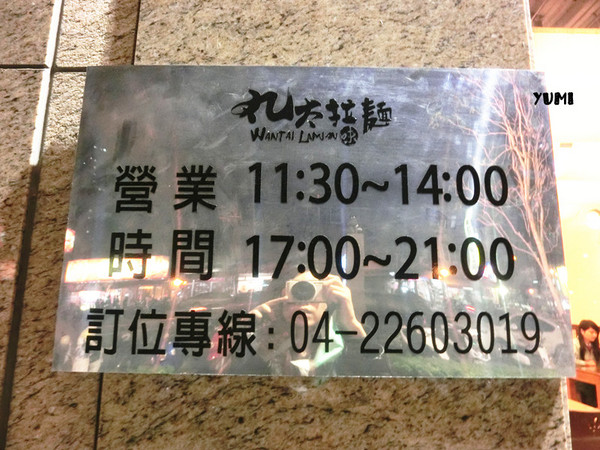 丸太拉麵
WANTAI LAMIAN
YUMI
營業 11:30~14:00
時間 17:00~21:00
訂位專線:04-22603019